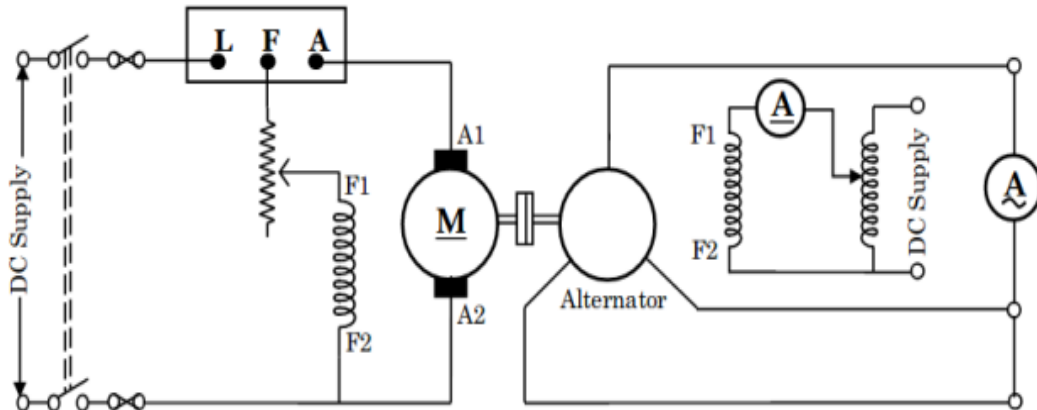 L F A
DC Supply
F1
F2
A1
M
A2
Alternator
F1
F2
A
DC Supply
A